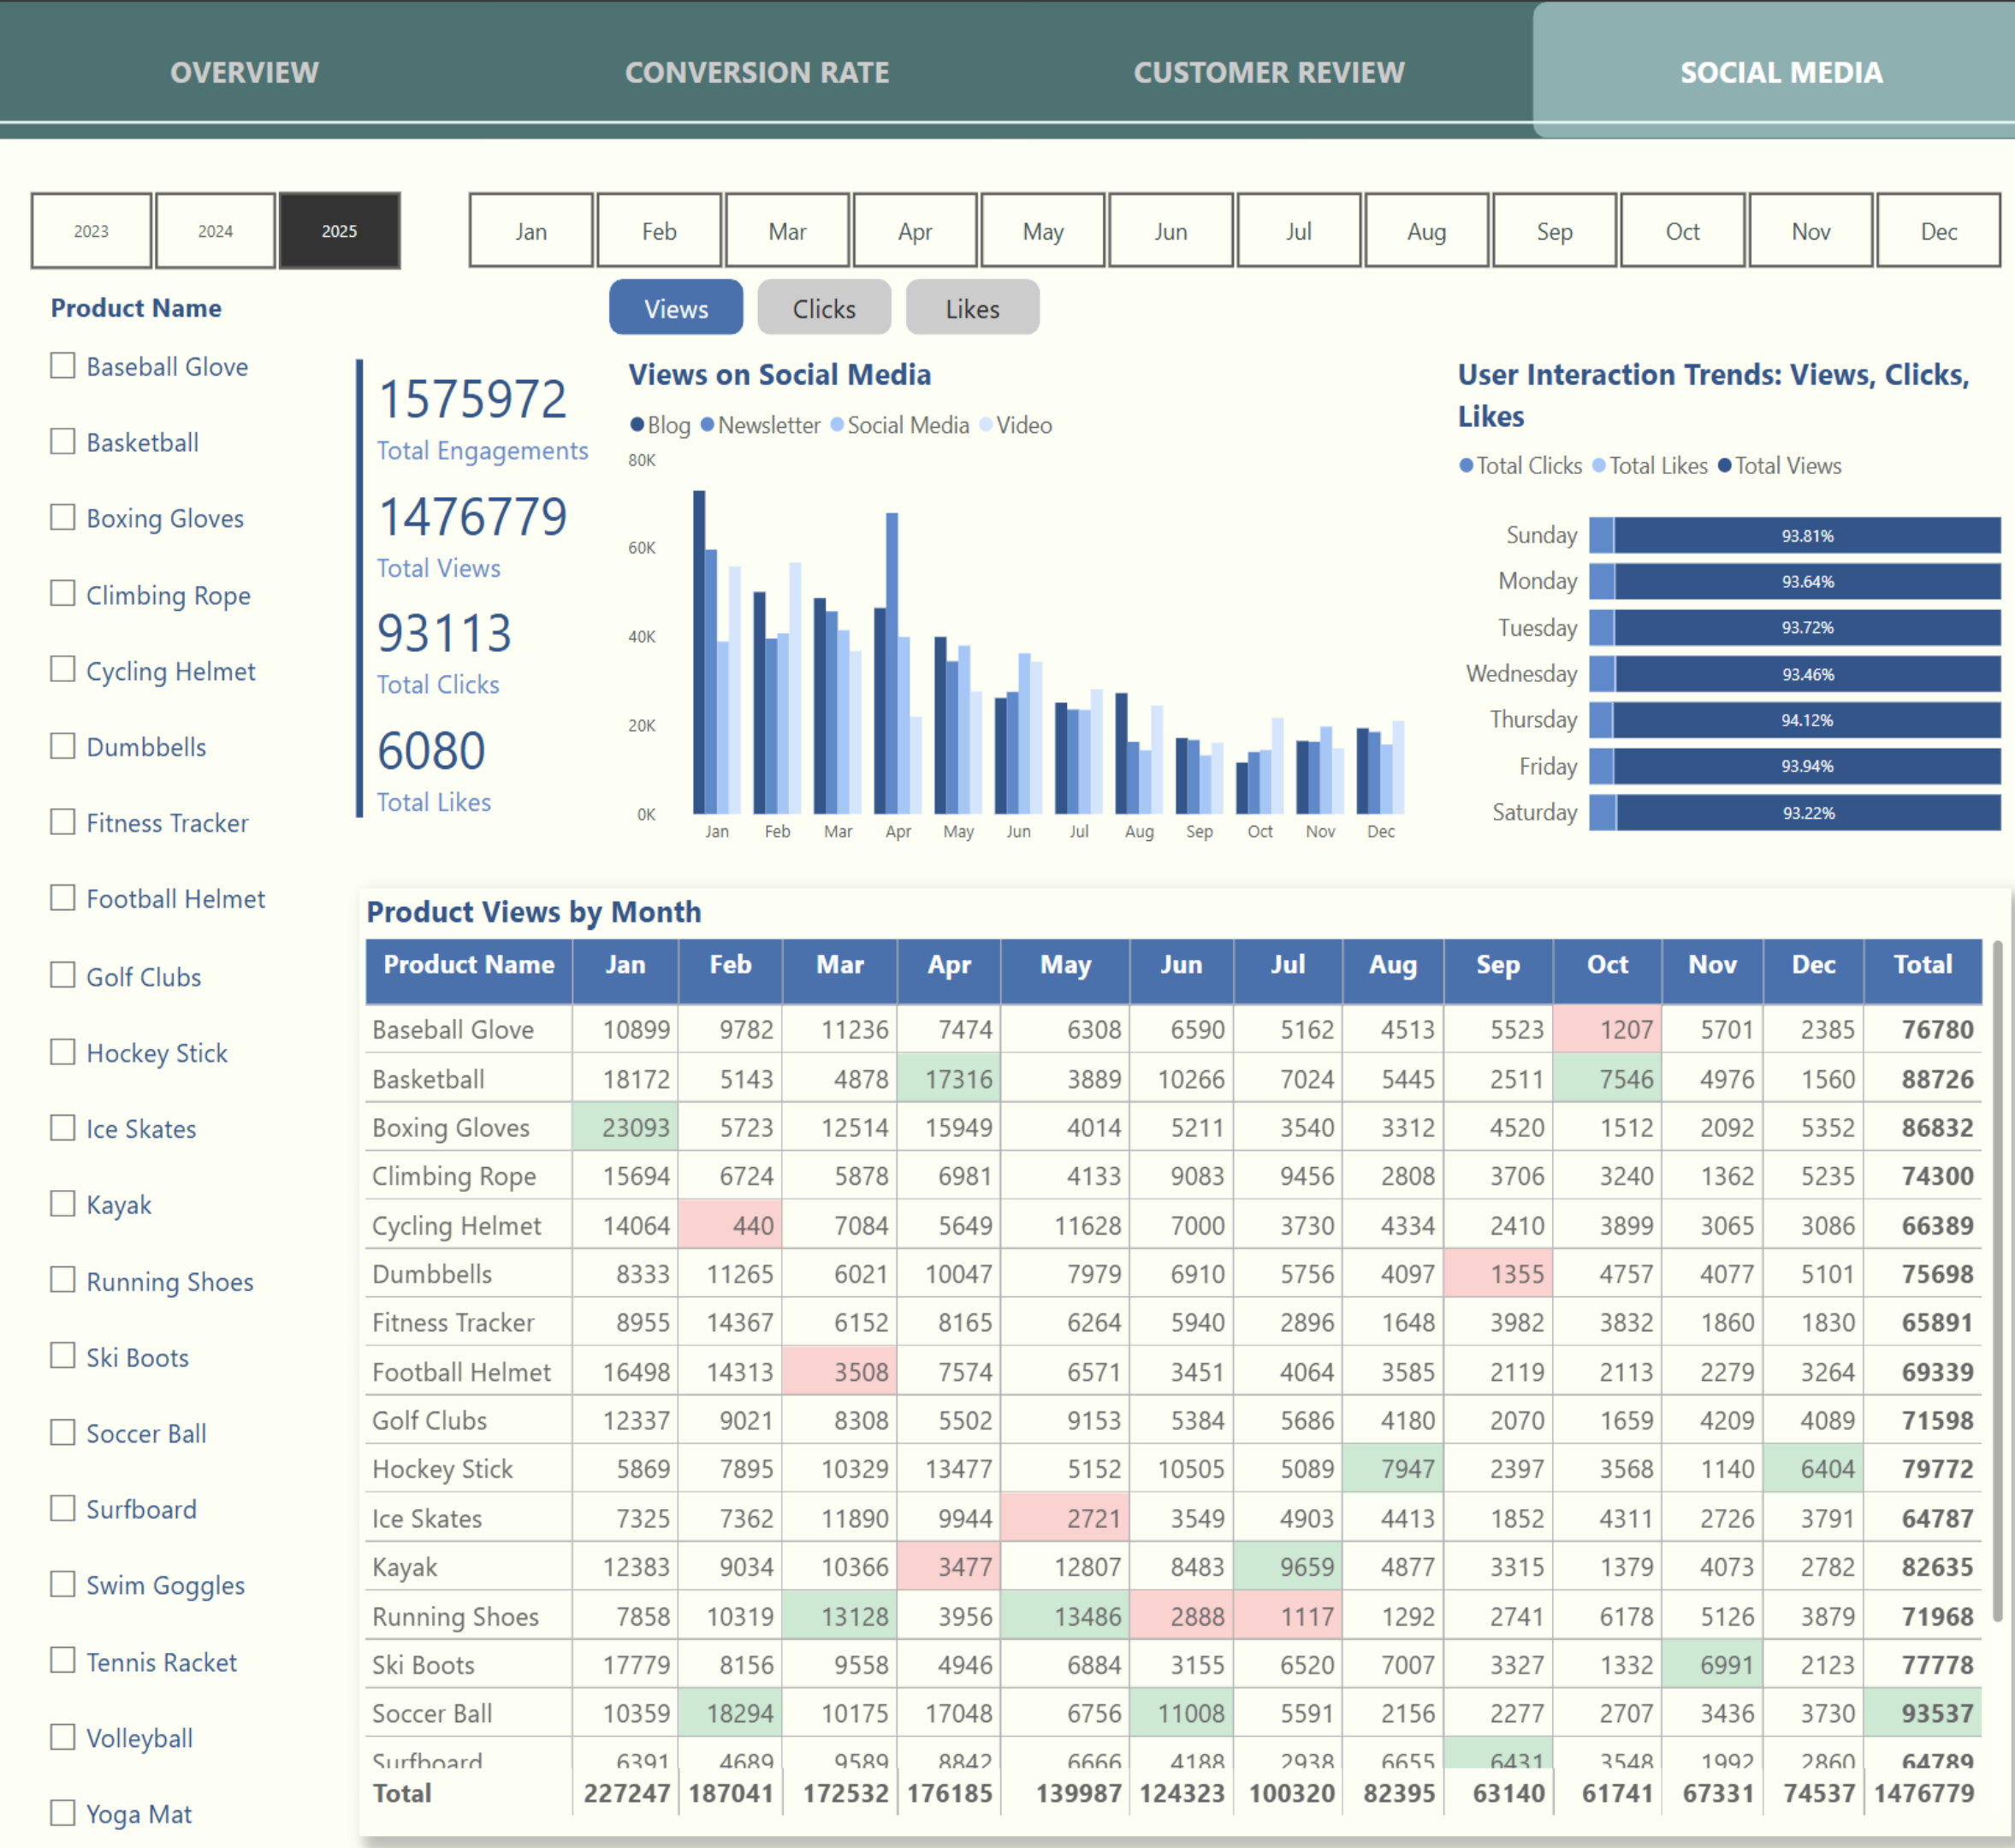 OVERVIEW CONVERSION RATE CUSTOMER REVIEW SOCIAL MEDIA
2023 2024 2025 Jan Feb Mar Apr May Jun Jul Aug Sep Oct Nov Dec
Views Clicks Likes
Product Name
Baseball Glove
Basketball
Boxing Gloves
Climbing Rope
Cycling Helmet
Dumbbells
Fitness Tracker
Football Helmet
Golf Clubs
Hockey Stick
Ice Skates
Kayak
Running Shoes
Ski Boots
Soccer Ball
Surfboard
Swim Goggles
Tennis Racket
Volleyball
Yoga Mat
1575972
Total Engagements
1476779
Total Views
93113
Total Clicks
6080
Total Likes
Views on Social Media
Blog Newsletter Social Media Video
80K
60K
40K
20K
0K
Jan Feb Mar Apr May Jun Jul Aug Sep Oct Nov Dec
User Interaction Trends: Views, Clicks,
Likes
Total Clicks Total Likes Total Views
Sunday 93.81%
Monday 93.64%
Tuesday 93.72%
Wednesday 93.46%
Thursday 94.12%
Friday 93.94%
Saturday 93.22%
Product Views by Month
Product Name Jan Feb Mar Apr May Jun Jul Aug Sep Oct Nov Dec Total
Baseball Glove 10899 9782 11236 7474 6308 6590 5162 4513 5523 1207 5701 2385 76780
Basketball 18172 5143 4878 17316 3889 10266 7024 5445 2511 7546 4976 1560 88726
Boxing Gloves 23093 5723 12514 15949 4014 5211 3540 3312 4520 1512 2092 5352 86832
Climbing Rope 15694 6724 5878 6981 4133 9083 9456 2808 3706 3240 1362 5235 74300
Cycling Helmet 14064 440 7084 5649 11628 7000 3730 4334 2410 3899 3065 3086 66389
Dumbbells 8333 11265 6021 10047 7979 6910 5756 4097 1355 4757 4077 5101 75698
Fitness Tracker 8955 14367 6152 8165 6264 5940 2896 1648 3982 3832 1860 1830 65891
Football Helmet 16498 14313 3508 7574 6571 3451 4064 3585 2119 2113 2279 3264 69339
Golf Clubs 12337 9021 8308 5502 9153 5384 5686 4180 2070 1659 4209 4089 71598
Hockey Stick 5869 7895 10329 13477 5152 10505 5089 7947 2397 3568 1140 6404 79772
Ice Skates 7325 7362 11890 9944 2721 3549 4903 4413 1852 4311 2726 3791 64787
Kayak 12383 9034 10366 3477 12807 8483 9659 4877 3315 1379 4073 2782 82635
Running Shoes 7858 10319 13128 3956 13486 2888 1117 1292 2741 6178 5126 3879 71968
Ski Boots 17779 8156 9558 4946 6884 3155 6520 7007 3327 1332 6991 2123 77778
Soccer Ball 10359 18294 10175 17048 6756 11008 5591 2156 2277 2707 3436 3730 93537
Surfboard 6391 4689 9589 8842 6666 4188 2938 6655 6431 3548 1992 2860 64789
Total 227247 187041 172532 176185 139987 124323 100320 82395 63140 61741 67331 74537 1476779